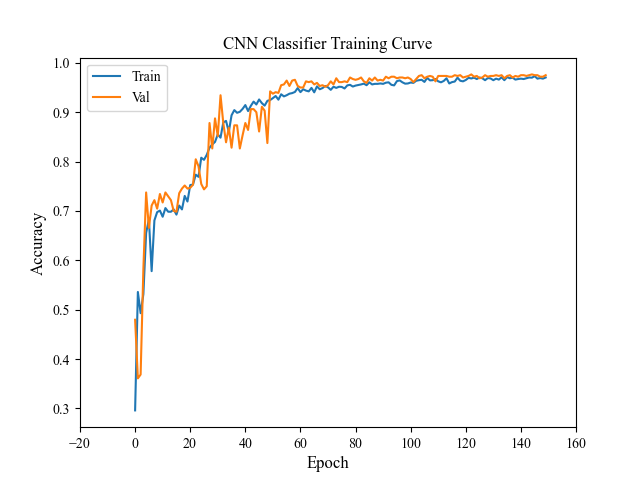 CNN Classifier Training Curve
Train
Val
Accuracy
1.0
0.9
0.8
0.7
0.6
0.5
0.4
0.3
−20 0 20 40 60 80 100 120 140 160
Epoch